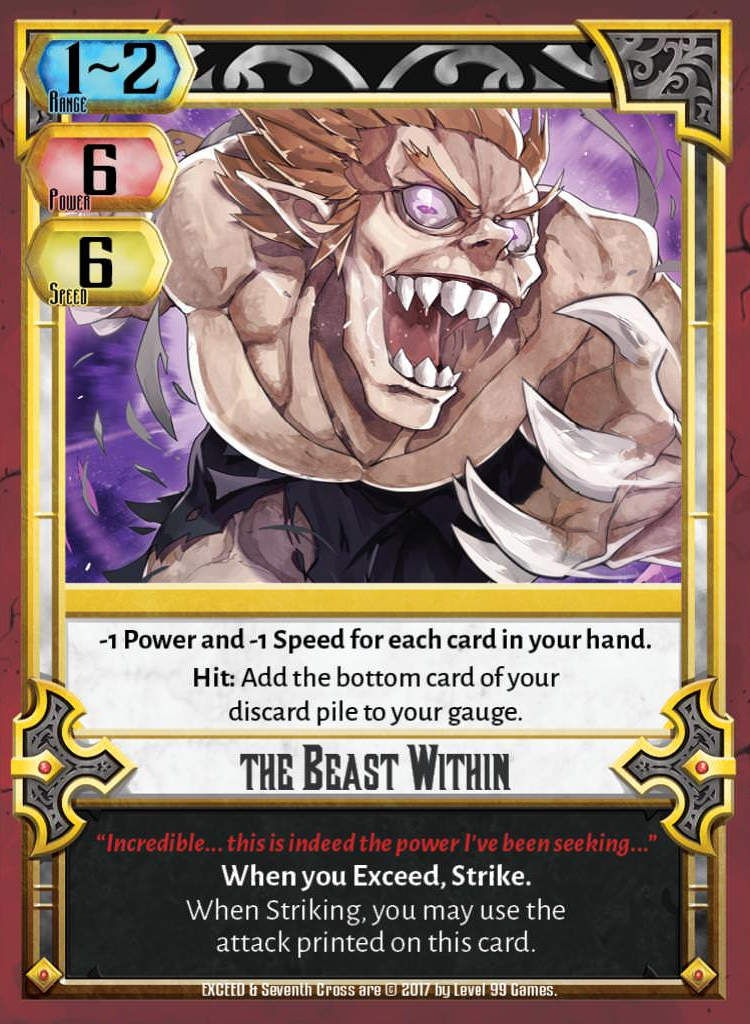 1~2
Range
6
Power
6
Speed
-1 Power and -1 Speed for each card in your hand.
Hit: Add the bottom card of your
discard pile to your gauge.
the Beast Within
“Incredible... this is indeed the power I've been seeking...”
When you Exceed, Strike.
When Striking, you may use the
attack printed on this card.
EXCEED & Seventh Cross are © 2017 by Level 99 Games.